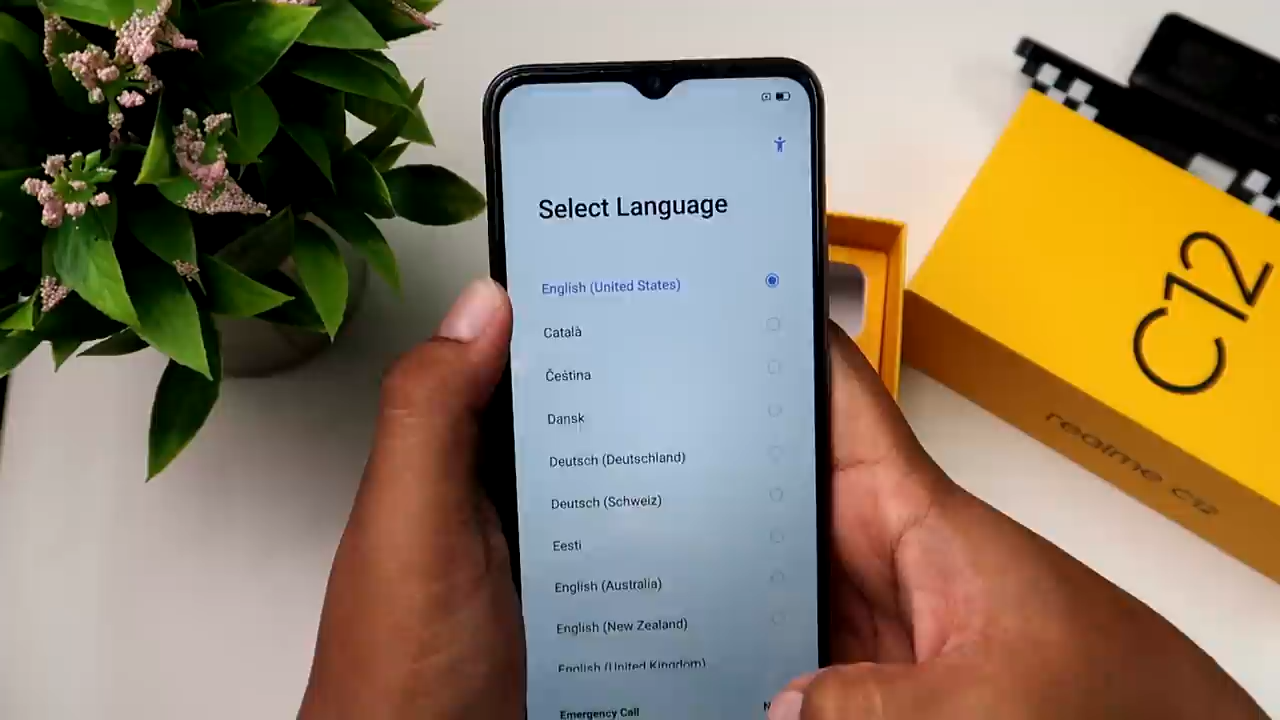 Select Language
English (United States)
Català
Čeština
Dansk
Deutsch (Deutschland)
Deutsch (Schweiz)
Eesti
English (Australia)
English (New Zealand)
English (United Kingdom)
Emergency Call
C12
realme C12